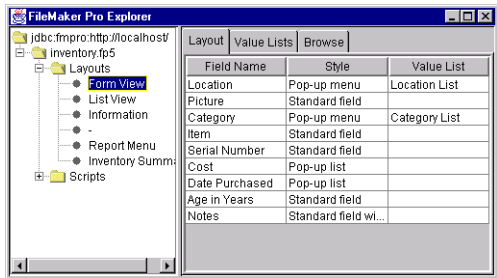 FileMaker Pro Explorer
jdbc:fmpro:http://localhost/
inventory.fp5
Layouts
Form View
List View
Information
-
Report Menu
Inventory Summa
Scripts
Layout Value Lists Browse
Field Name Style Value List
Location Pop-up menu Location List
Picture Standard field
Category Pop-up menu Category List
Item Standard field
Serial Number Standard field
Cost Pop-up list
Date Purchased Pop-up list
Age in Years Standard field
Notes Standard field wi...